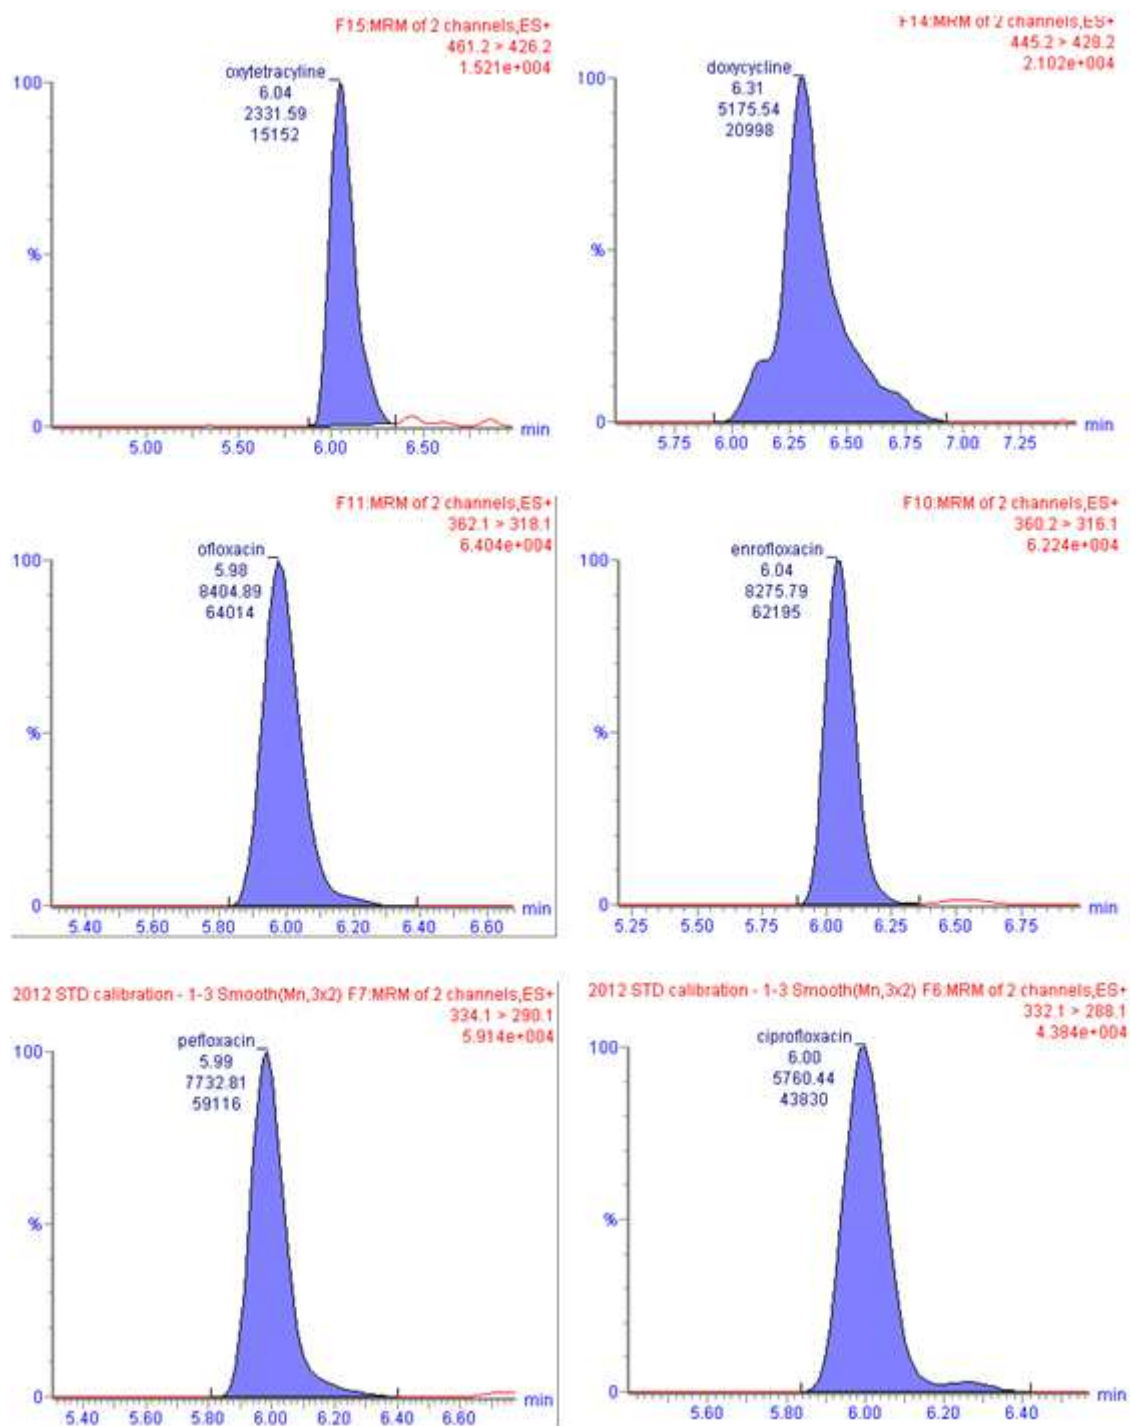 F15:MRM of 2 channels,ES+
461.2 > 426.2
1.521e+004
oxytetracyline
6.04
2331.59
15152
100
%
0
5.00 5.50 6.00 6.50
min
F14:MRM of 2 channels,ES+
445.2 > 428.2
2.102e+004
doxycycline
6.31
5175.54
20998
100
%
0
5.75 6.00 6.25 6.50 6.75 7.00 7.25
min
F11:MRM of 2 channels,ES+
362.1 > 318.1
6.404e+004
ofloxacin
5.98
8404.89
64014
100
%
0
5.40 5.60 5.80 6.00 6.20 6.40 6.60
min
F10:MRM of 2 channels,ES+
360.2 > 316.1
6.224e+004
enrofloxacin
6.04
8275.79
62195
100
%
0
5.25 5.50 5.75 6.00 6.25 6.50 6.75
min
2012 STD calibration - 1-3 Smooth(Mn,3x2) F7:MRM of 2 channels,ES+
334.1 > 290.1
5.914e+004
pefloxacin
5.99
7732.81
59116
100
%
0
5.40 5.60 5.80 6.00 6.20 6.40 6.60
min
2012 STD calibration - 1-3 Smooth(Mn,3x2) F6:MRM of 2 channels,ES+
332.1 > 288.1
4.384e+004
ciprofloxacin
6.00
5760.44
43830
100
%
0
5.60 5.80 6.00 6.20 6.40
min